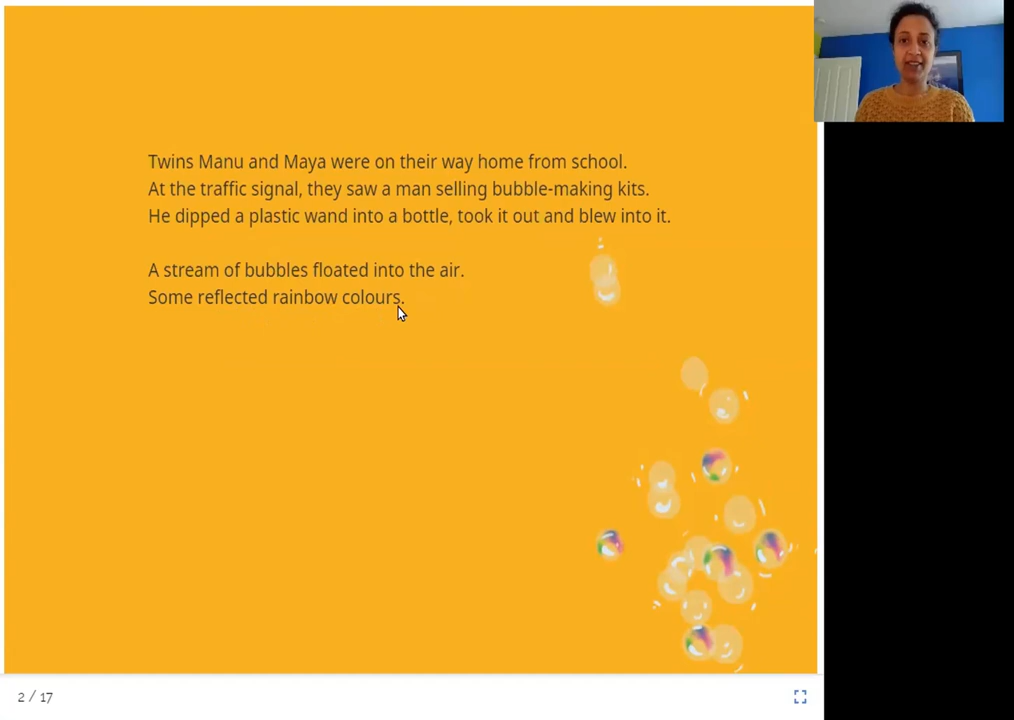 Twins Manu and Maya were on their way home from school.
At the traffic signal, they saw a man selling bubble-making kits.
He dipped a plastic wand into a bottle, took it out and blew into it.
A stream of bubbles floated into the air.
Some reflected rainbow colours.
2 / 17